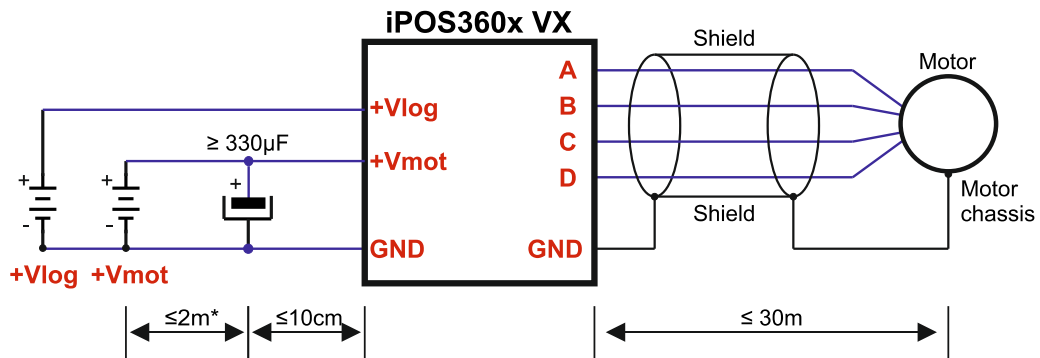 iPOS360x VX
Shield
Motor
A
+Vlog
B
≥ 330µF
C
+Vmot
D
+
+
+
-
-
Shield
Motor
chassis
GND
GND
+Vlog
+Vmot
≤2m*
≤10cm
≤ 30m